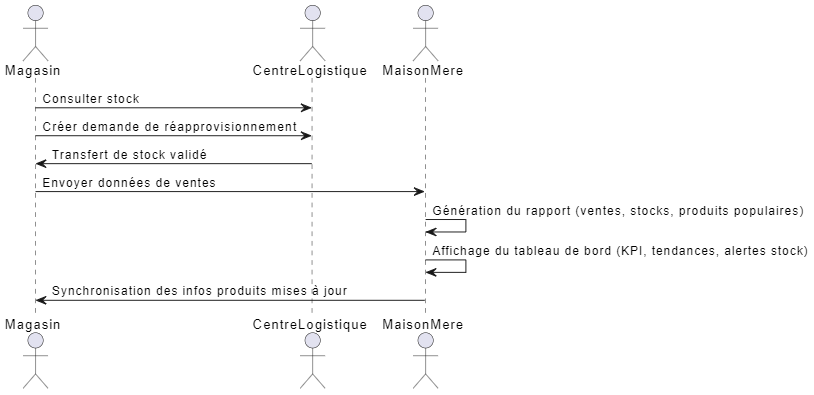 Magasin CentreLogistique MaisonMere
Consulter stock
Créer demande de réapprovisionnement
Transfert de stock validé
Envoyer données de ventes
Génération du rapport (ventes, stocks, produits populaires)
Affichage du tableau de bord (KPI, tendances, alertes stock)
Synchronisation des infos produits mises à jour
Magasin CentreLogistique MaisonMere